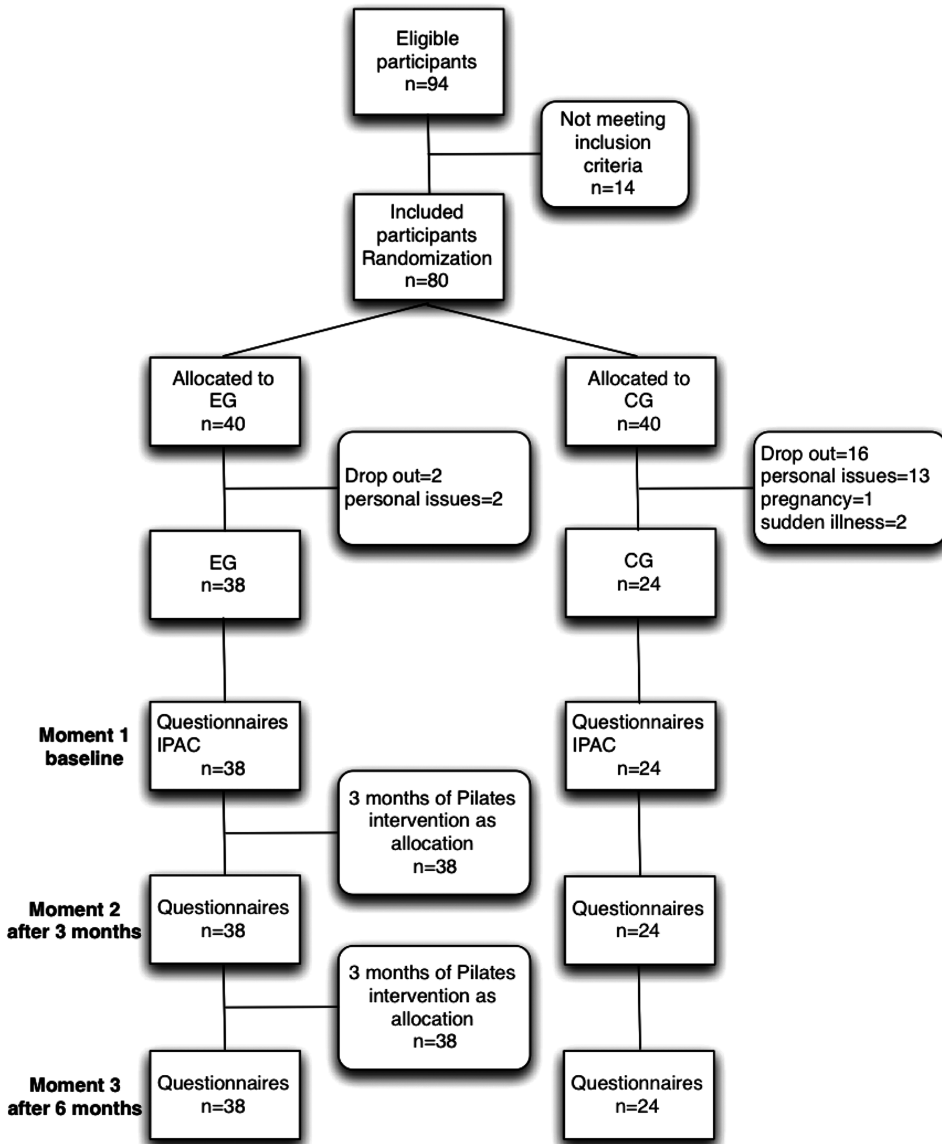 Eligible
participants
n=94
Not meeting
inclusion
criteria
n=14
Included
participants
Randomization
n=80
Allocated to
EG
n=40
Allocated to
CG
n=40
Drop out=2
personal issues=2
Drop out=16
personal issues=13
pregnancy=1
sudden illness=2
EG
n=38
CG
n=24
Moment 1
baseline
Questionnaires
IPAC
n=38
Questionnaires
IPAC
n=24
3 months of Pilates
intervention as
allocation
n=38
Moment 2
after 3 months
Questionnaires
n=38
Questionnaires
n=24
3 months of Pilates
intervention as
allocation
n=38
Moment 3
after 6 months
Questionnaires
n=38
Questionnaires
n=24